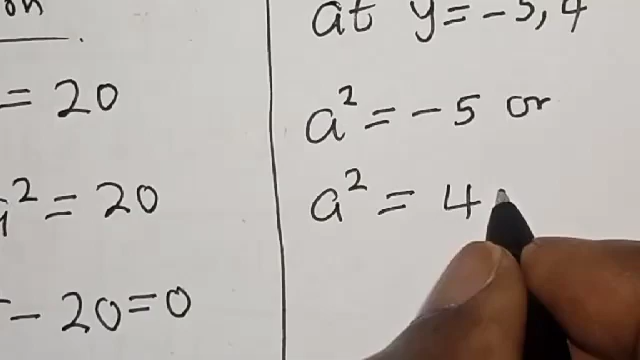 on
= 20
² = 20
- 20 = 0
at y = -5, 4
a² = -5 or
a² = 4